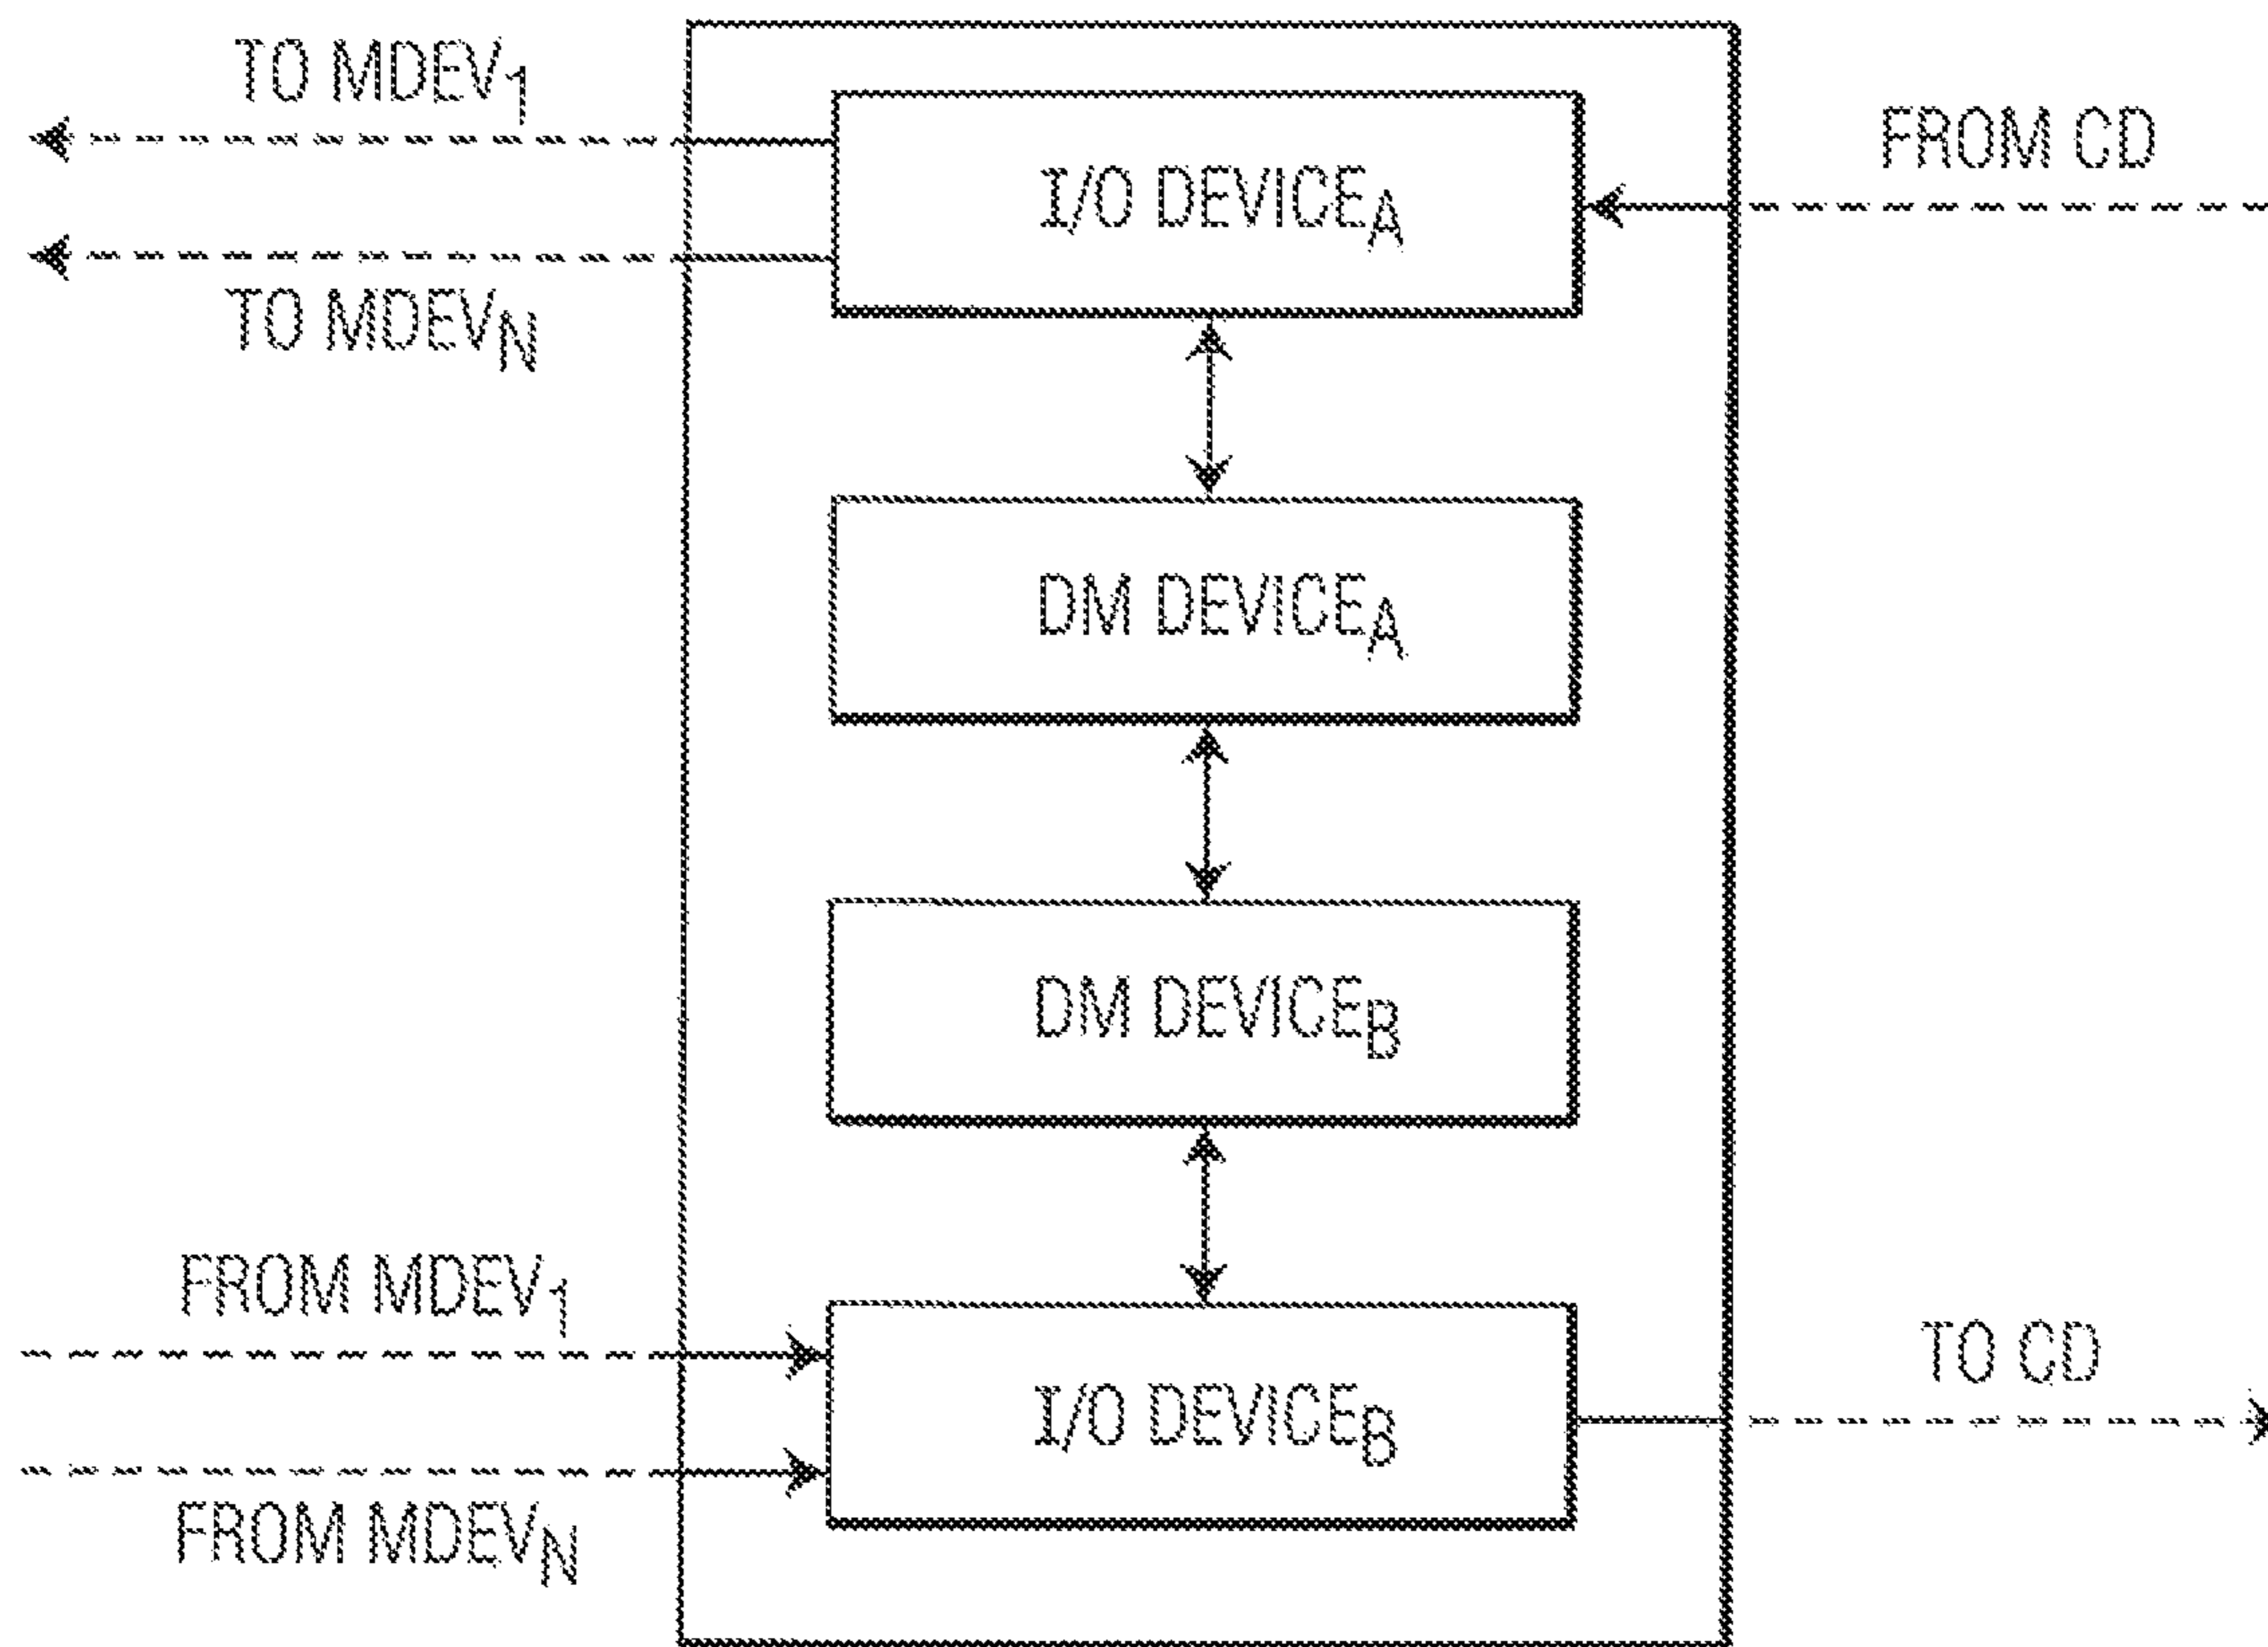 TO MDEV1
FROM CD
I/O DEVICEA
TO MDEVN
DM DEVICEA
DM DEVICEB
FROM MDEV1
TO CD
I/O DEVICEB
FROM MDEVN